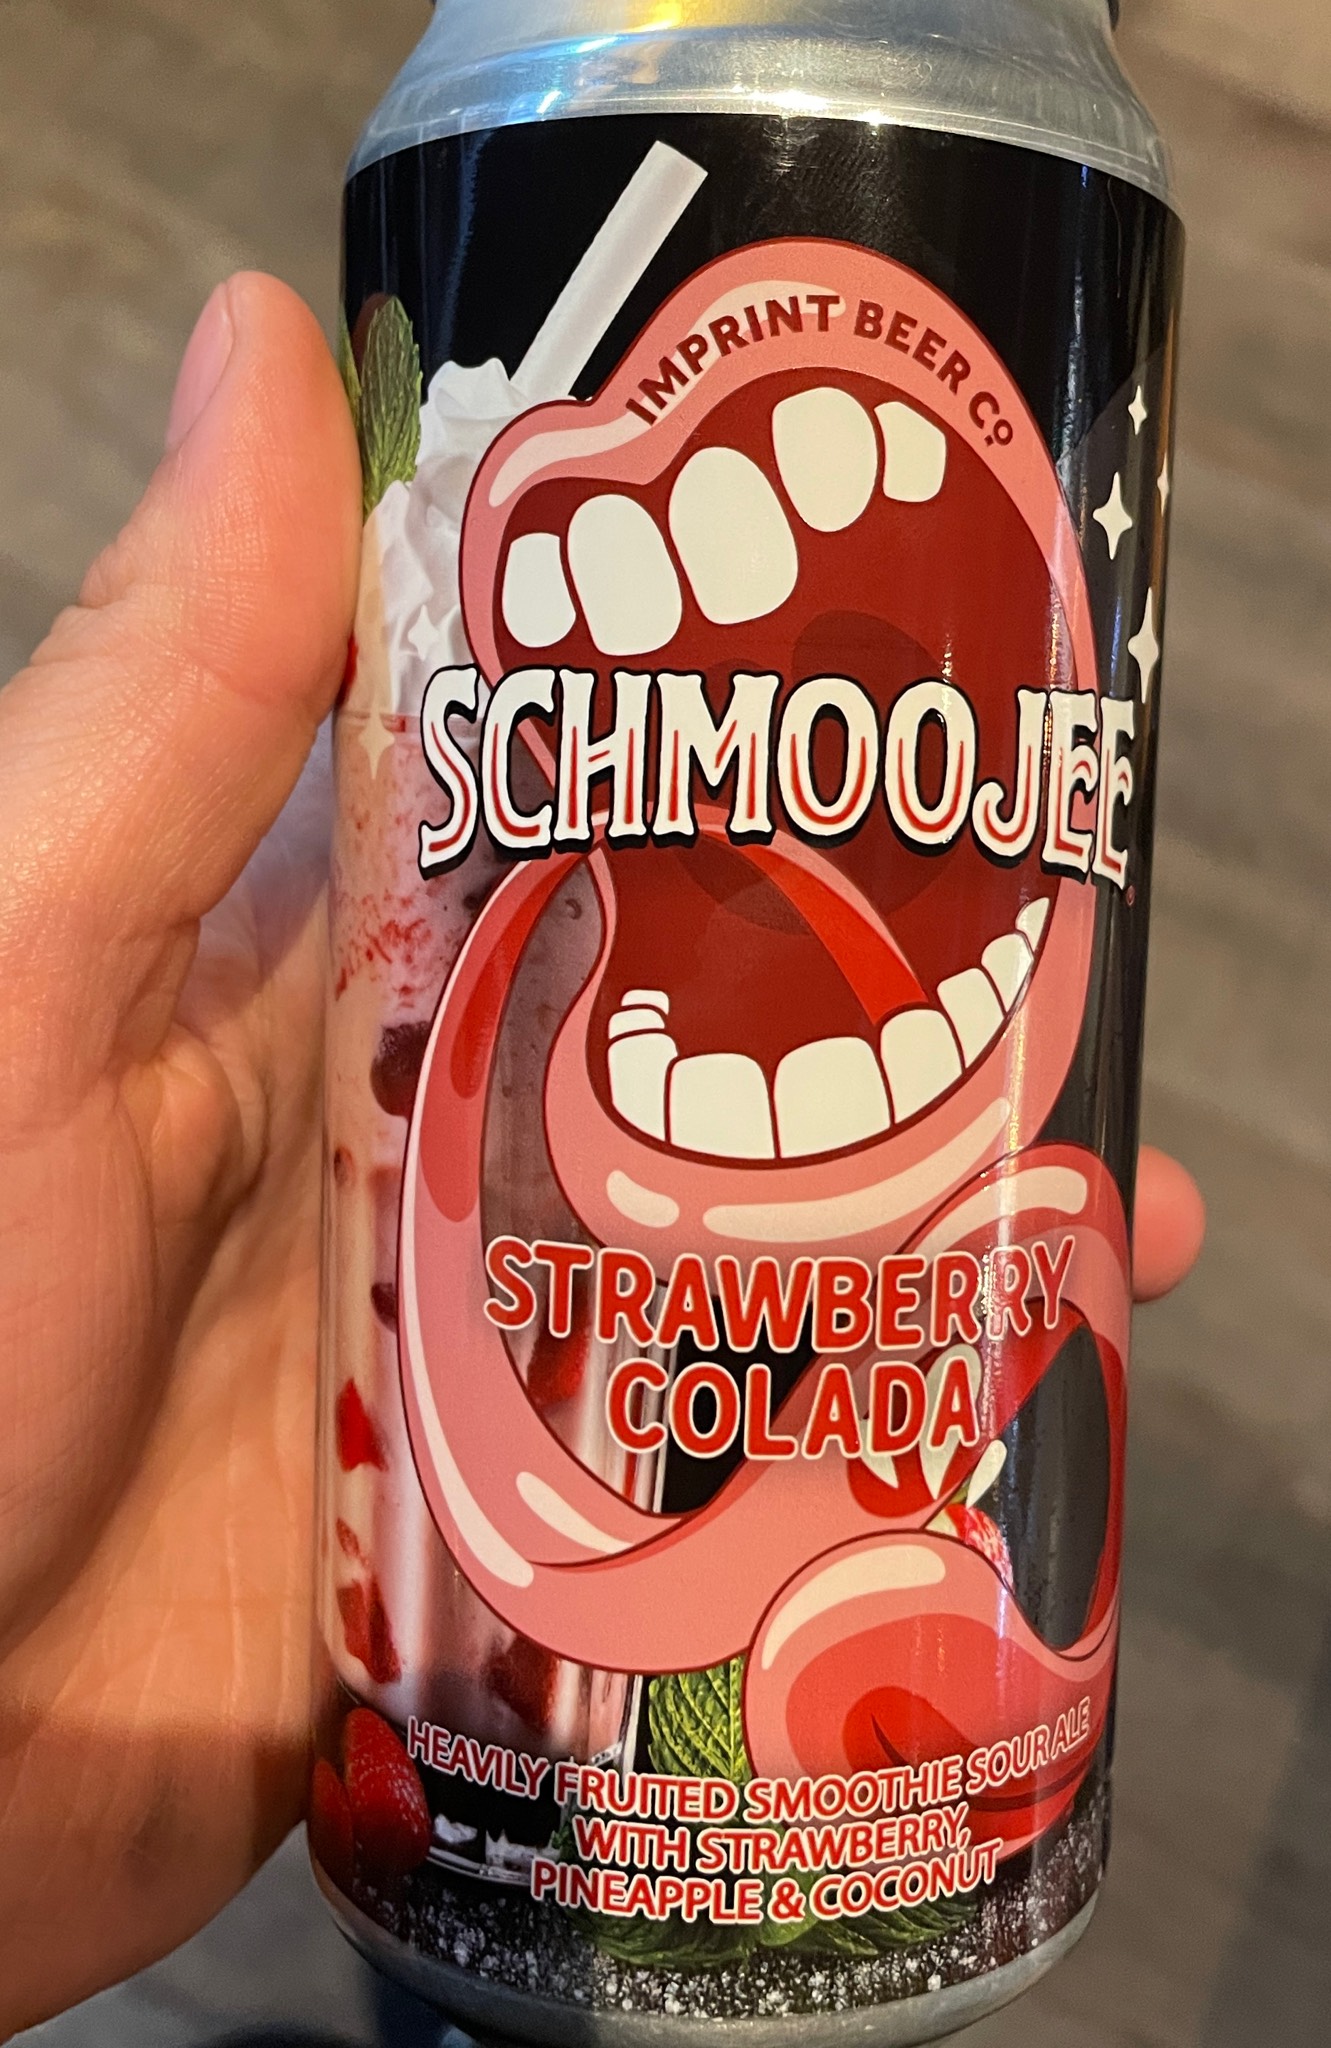 IMPRINT BEER CO
SCHMOOJEE
STRAWBERRY
COLADA
HEAVILY FRUITED SMOOTHIE SOUR ALE
WITH STRAWBERRY,
PINEAPPLE & COCONUT